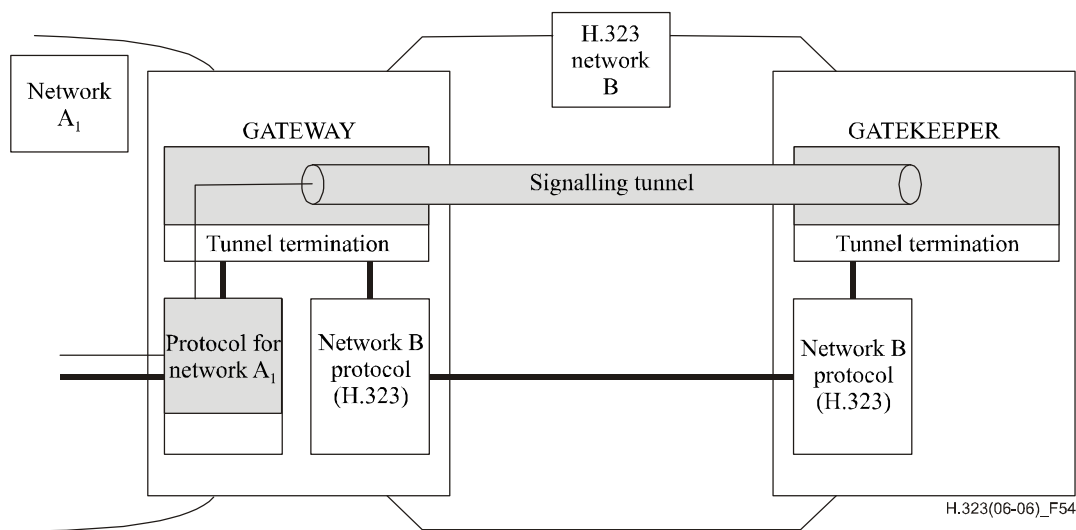 H.323
network
B
Network
A₁
GATEWAY
GATEKEEPER
Signalling tunnel
Tunnel termination
Tunnel termination
Protocol for
network A₁
Network B
protocol
(H.323)
Network B
protocol
(H.323)
H.323(06-06)_F54